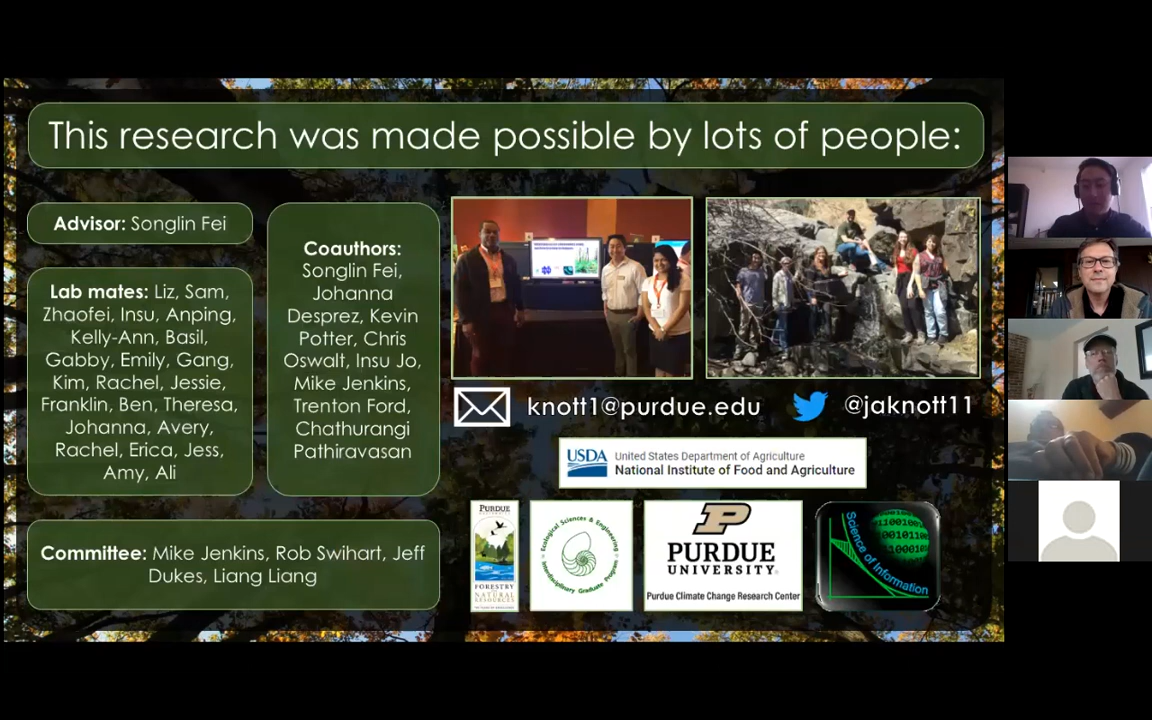 This research was made possible by lots of people:
Advisor: Songlin Fei
Lab mates: Liz, Sam,
Zhaofei, Insu, Anping,
Kelly-Ann, Basil,
Gabby, Emily, Gang,
Kim, Rachel, Jessie,
Franklin, Ben, Theresa,
Johanna, Avery,
Rachel, Erica, Jess,
Amy, Ali
Coauthors:
Songlin Fei,
Johanna
Desprez, Kevin
Potter, Chris
Oswalt, Insu Jo,
Mike Jenkins,
Trenton Ford,
Chathurangi
Pathiravasan
Committee: Mike Jenkins, Rob Swihart, Jeff
Dukes, Liang Liang
knott1@purdue.edu
@jaknott11
USDA
United States Department of Agriculture
National Institute of Food and Agriculture
PURDUE
FORESTRY
NATURAL
RESOURCES
Ecological Sciences & Engineering
Interdisciplinary Graduate Program
PURDUE
UNIVERSITY
Purdue Climate Change Research Center
Science of Information